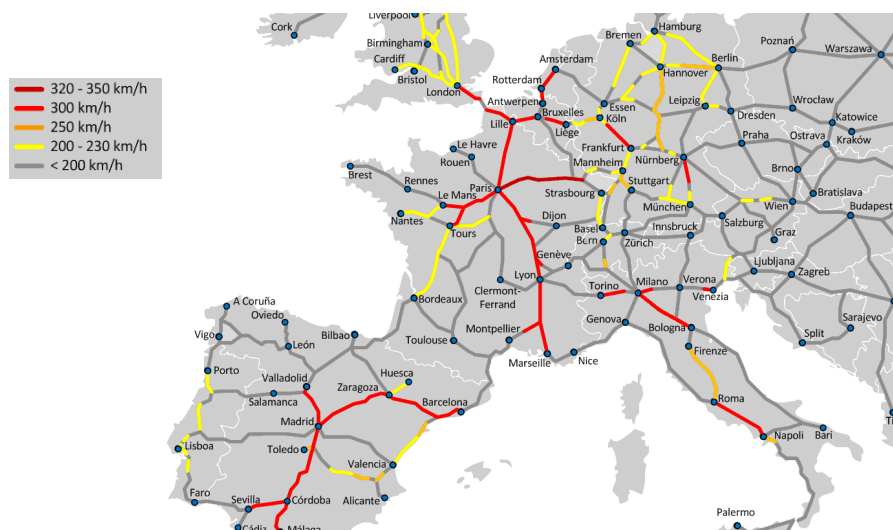 Liverpool
Hamburg
Cork
Bremen
Birmingham
Poznań
Berlin
Warszawa
Cardiff
Amsterdam
Hannover
Bristol
320 - 350 km/h
London
Rotterdam
300 km/h
Antwerpen
Essen
Leipzig
Wroclaw
250 km/h
Bruxelles
Köln
Dresden
Katowice
200 - 230 km/h
Lille
Liège
Praha
Ostrava
Kraków
< 200 km/h
Le Havre
Frankfurt
Nürnberg
Rouen
Mannheim
Brno
Brest
Rennes
Paris
Stuttgart
Bratislava
Le Mans
Strasbourg
München
Wien
Nantes
Dijon
Salzburg
Budapest
Tours
Basel
Innsbruck
Graz
Bern
Zürich
Genève
Ljubljana
Lyon
Torino
Milano
Verona
Zagreb
Clermont-
Ferrand
Venezia
A Coruña
Bordeaux
Oviedo
Genova
Bologna
Sarajevo
Vigo
León
Bilbao
Montpellier
Toulouse
Split
Firenze
Marseille
Nice
Porto
Huesca
Valladolid
Zaragoza
Salamanca
Barcelona
Roma
Madrid
Napoli
Bari
Lisboa
Toledo
Valencia
Faro
Sevilla
Córdoba
Alicante
Palermo
Cádiz
Málaga